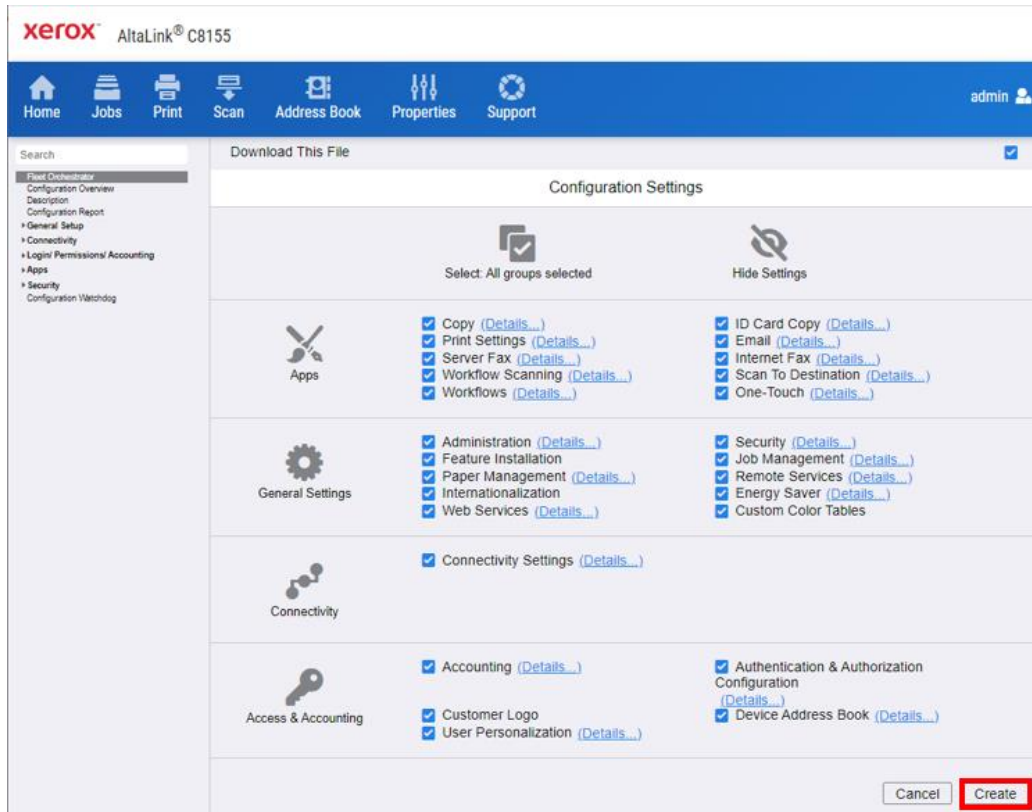 xerox™ AltaLink® C8155
Home Jobs Print Scan Address Book Properties Support admin
Search
Fleet Orchestrator
Configuration Overview
Description
Configuration Report
General Setup
Connectivity
Login/ Permissions/ Accounting
Apps
Security
Configuration Watchdog
Download This File
Configuration Settings
Select: All groups selected Hide Settings
Apps
Copy (Details...) ID Card Copy (Details...)
Print Settings (Details...) Email (Details...)
Server Fax (Details...) Internet Fax (Details...)
Workflow Scanning (Details...) Scan To Destination (Details...)
Workflows (Details...) One-Touch (Details...)
General Settings
Administration (Details...) Security (Details...)
Feature Installation Job Management (Details...)
Paper Management (Details...) Remote Services (Details...)
Internationalization Energy Saver (Details...)
Web Services (Details...) Custom Color Tables
Connectivity
Connectivity Settings (Details...)
Access & Accounting
Accounting (Details...) Authentication & Authorization
Configuration
(Details...)
Customer Logo Device Address Book (Details...)
User Personalization (Details...)
Cancel Create